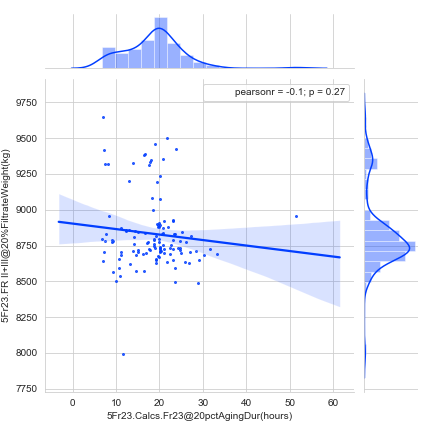 pearsonr = -0.1; p = 0.27
9750
9500
9250
9000
8750
8500
8250
8000
7750
5Fr23.FR II+III@20%FiltrateWeight(kg)
0 10 20 30 40 50 60
5Fr23.Calcs.Fr23@20pctAgingDur(hours)